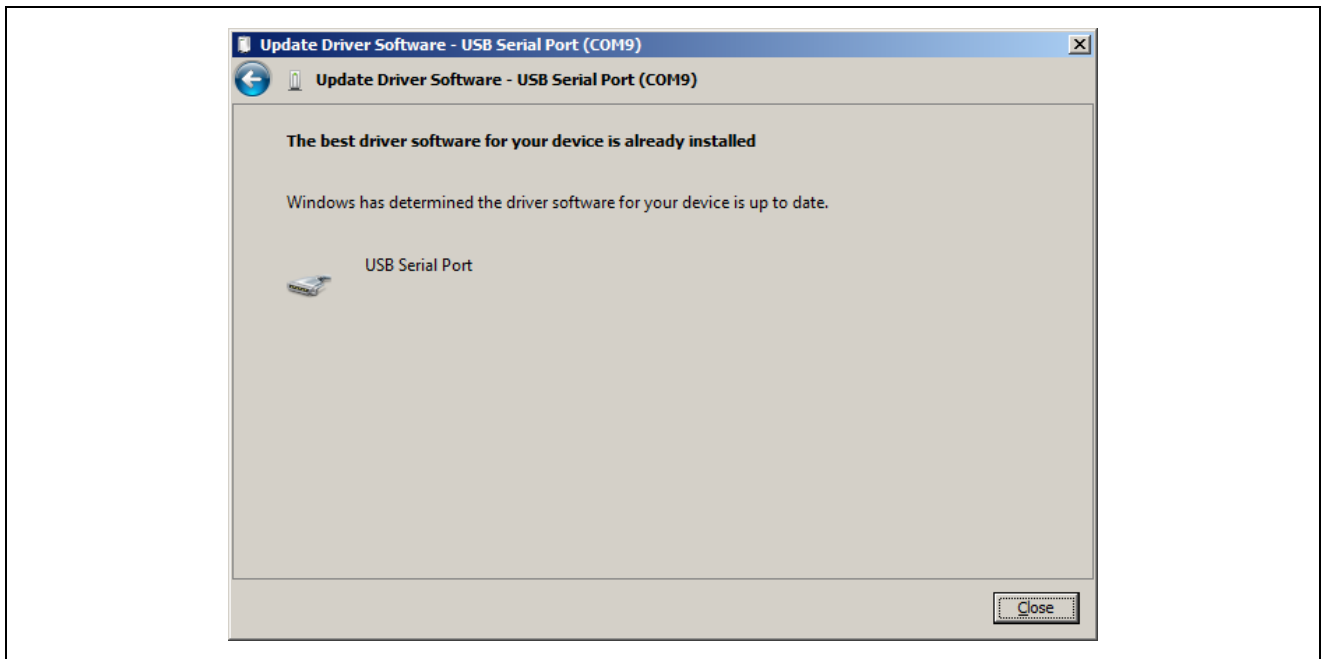 Update Driver Software - USB Serial Port (COM9)
Update Driver Software - USB Serial Port (COM9)
The best driver software for your device is already installed
Windows has determined the driver software for your device is up to date.
USB Serial Port
Close